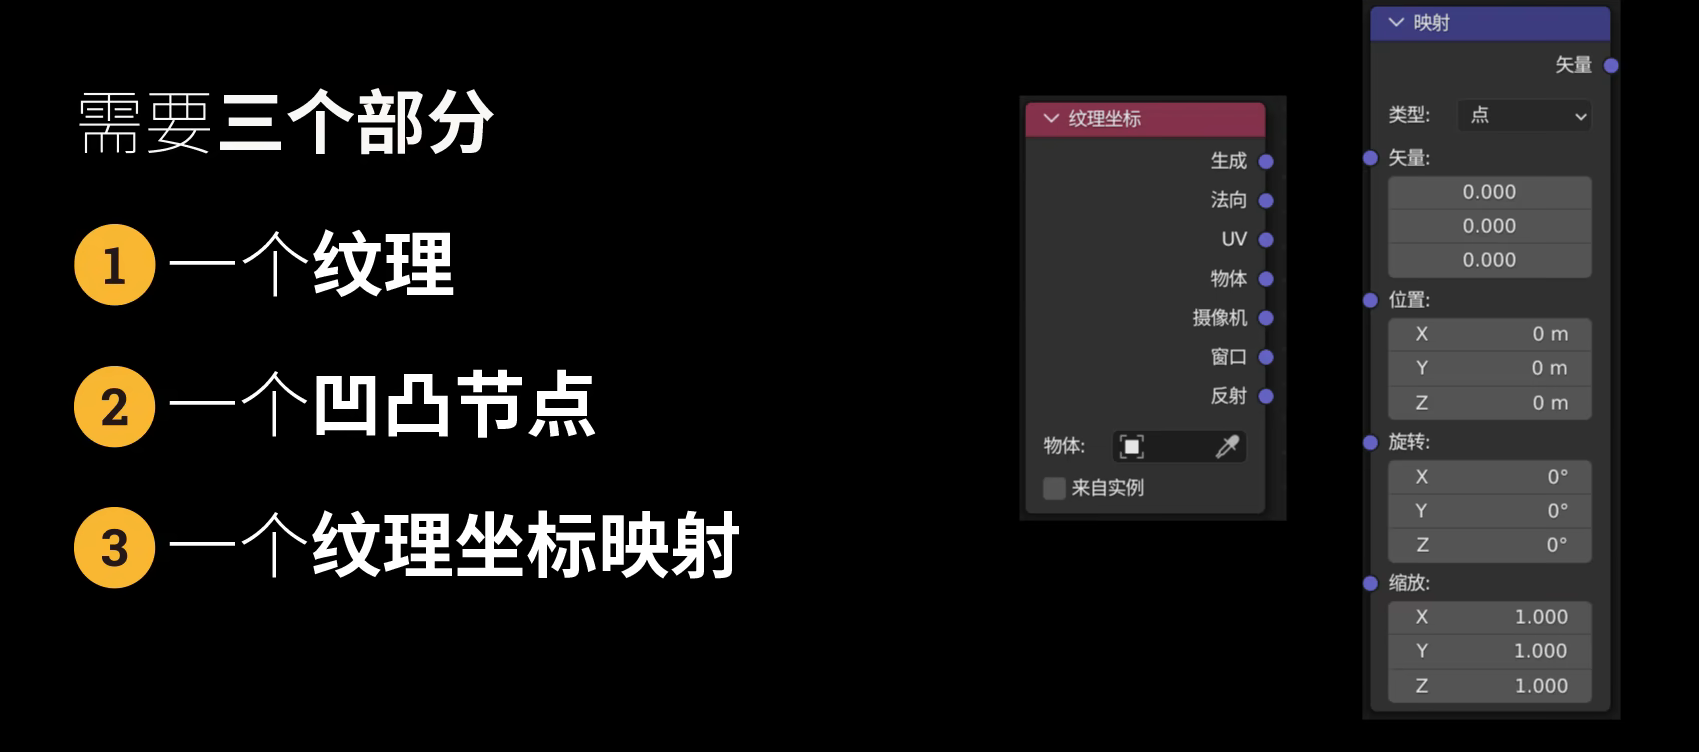 需要三个部分
1 一个纹理
2 一个凹凸节点
3 一个纹理坐标映射
纹理坐标
生成
法向
UV
物体
摄像机
窗口
反射
物体:
来自实例
映射
矢量
类型: 点
矢量:
0.000
0.000
0.000
位置:
X 0 m
Y 0 m
Z 0 m
旋转:
X 0°
Y 0°
Z 0°
缩放:
X 1.000
Y 1.000
Z 1.000